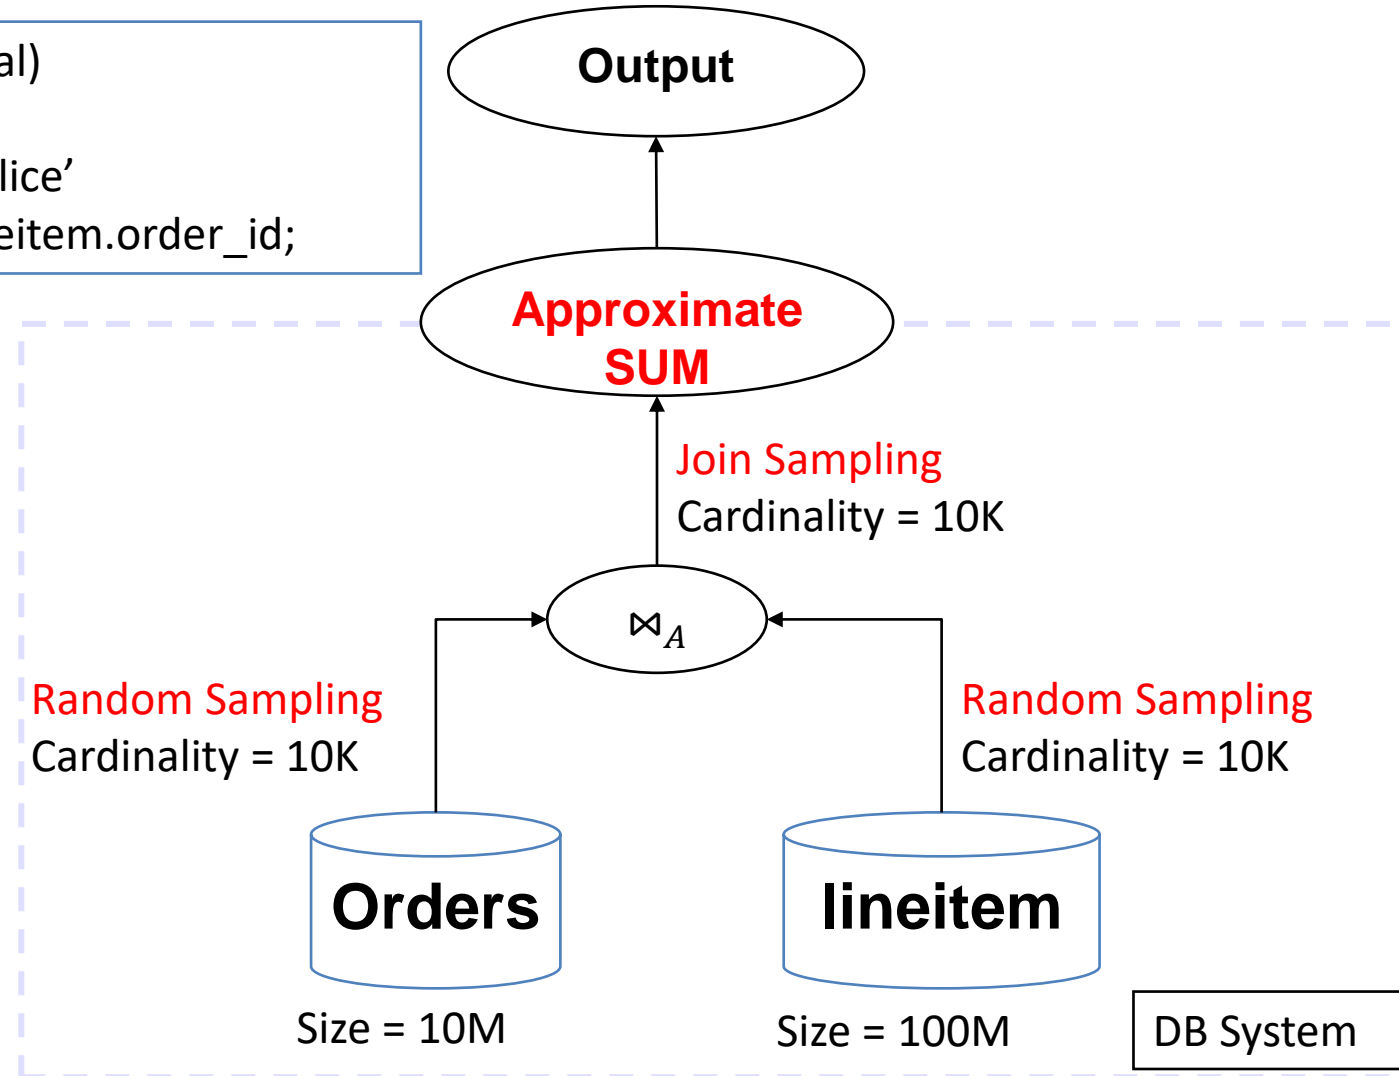 al)
lice’
eitem.order_id;
Output
Approximate
SUM
Join Sampling
Cardinality = 10K
⋈A
Random Sampling
Cardinality = 10K
Random Sampling
Cardinality = 10K
Orders
lineitem
Size = 10M
Size = 100M
DB System